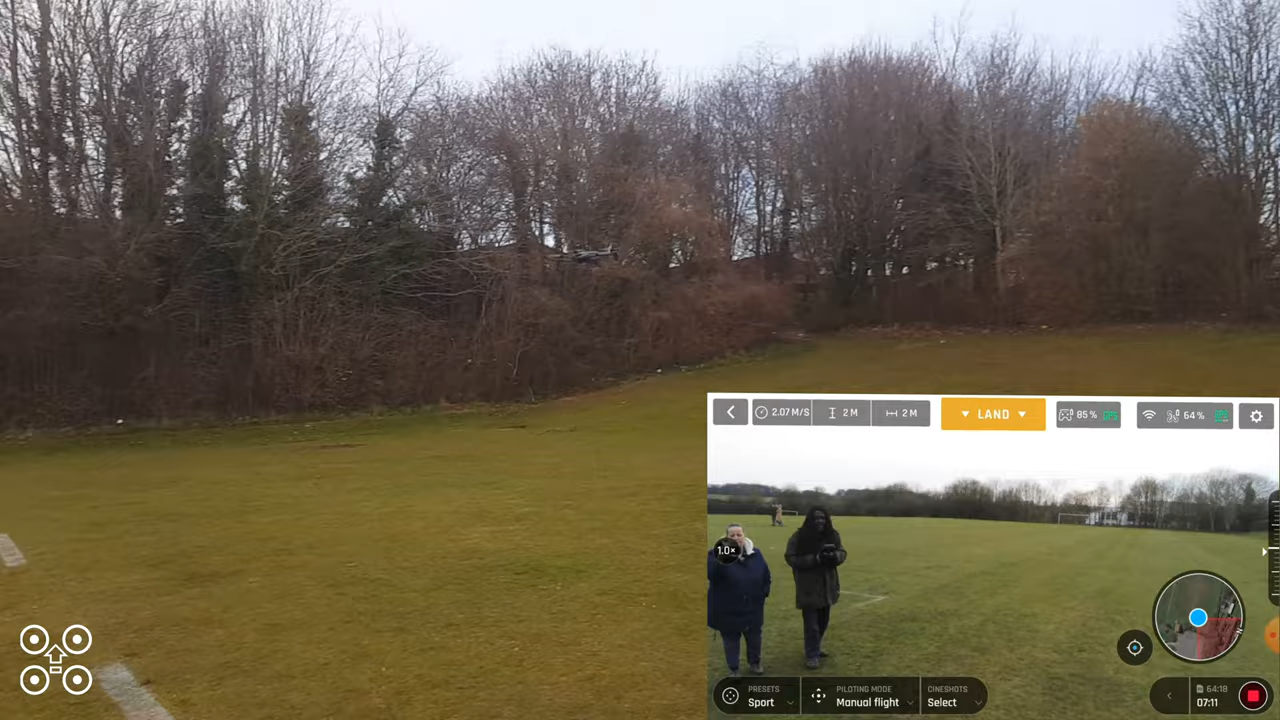 2.07 M/S
2 M
2 M
LAND
85 %
GPS
64 %
1.0×
N
PRESETS
Sport
PILOTING MODE
Manual flight
CINESHOTS
Select
64:18
07:11